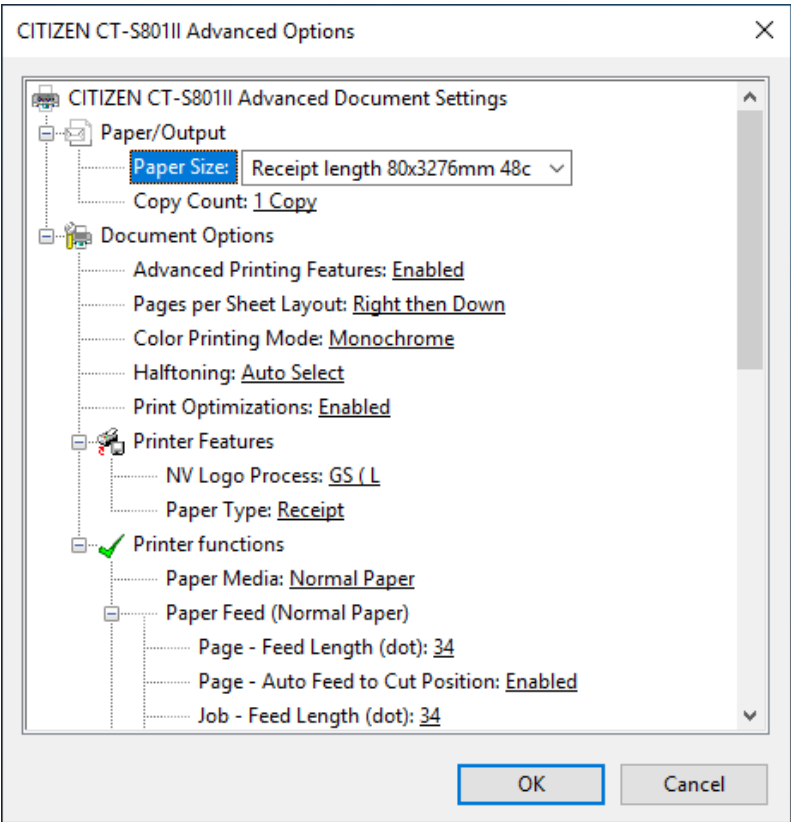 CITIZEN CT-S801II Advanced Options
CITIZEN CT-S801II Advanced Document Settings
Paper/Output
Paper Size: Receipt length 80x3276mm 48c
Copy Count: 1 Copy
Document Options
Advanced Printing Features: Enabled
Pages per Sheet Layout: Right then Down
Color Printing Mode: Monochrome
Halftoning: Auto Select
Print Optimizations: Enabled
Printer Features
NV Logo Process: GS ( L
Paper Type: Receipt
Printer functions
Paper Media: Normal Paper
Paper Feed (Normal Paper)
Page - Feed Length (dot): 34
Page - Auto Feed to Cut Position: Enabled
Job - Feed Length (dot): 34
OK Cancel